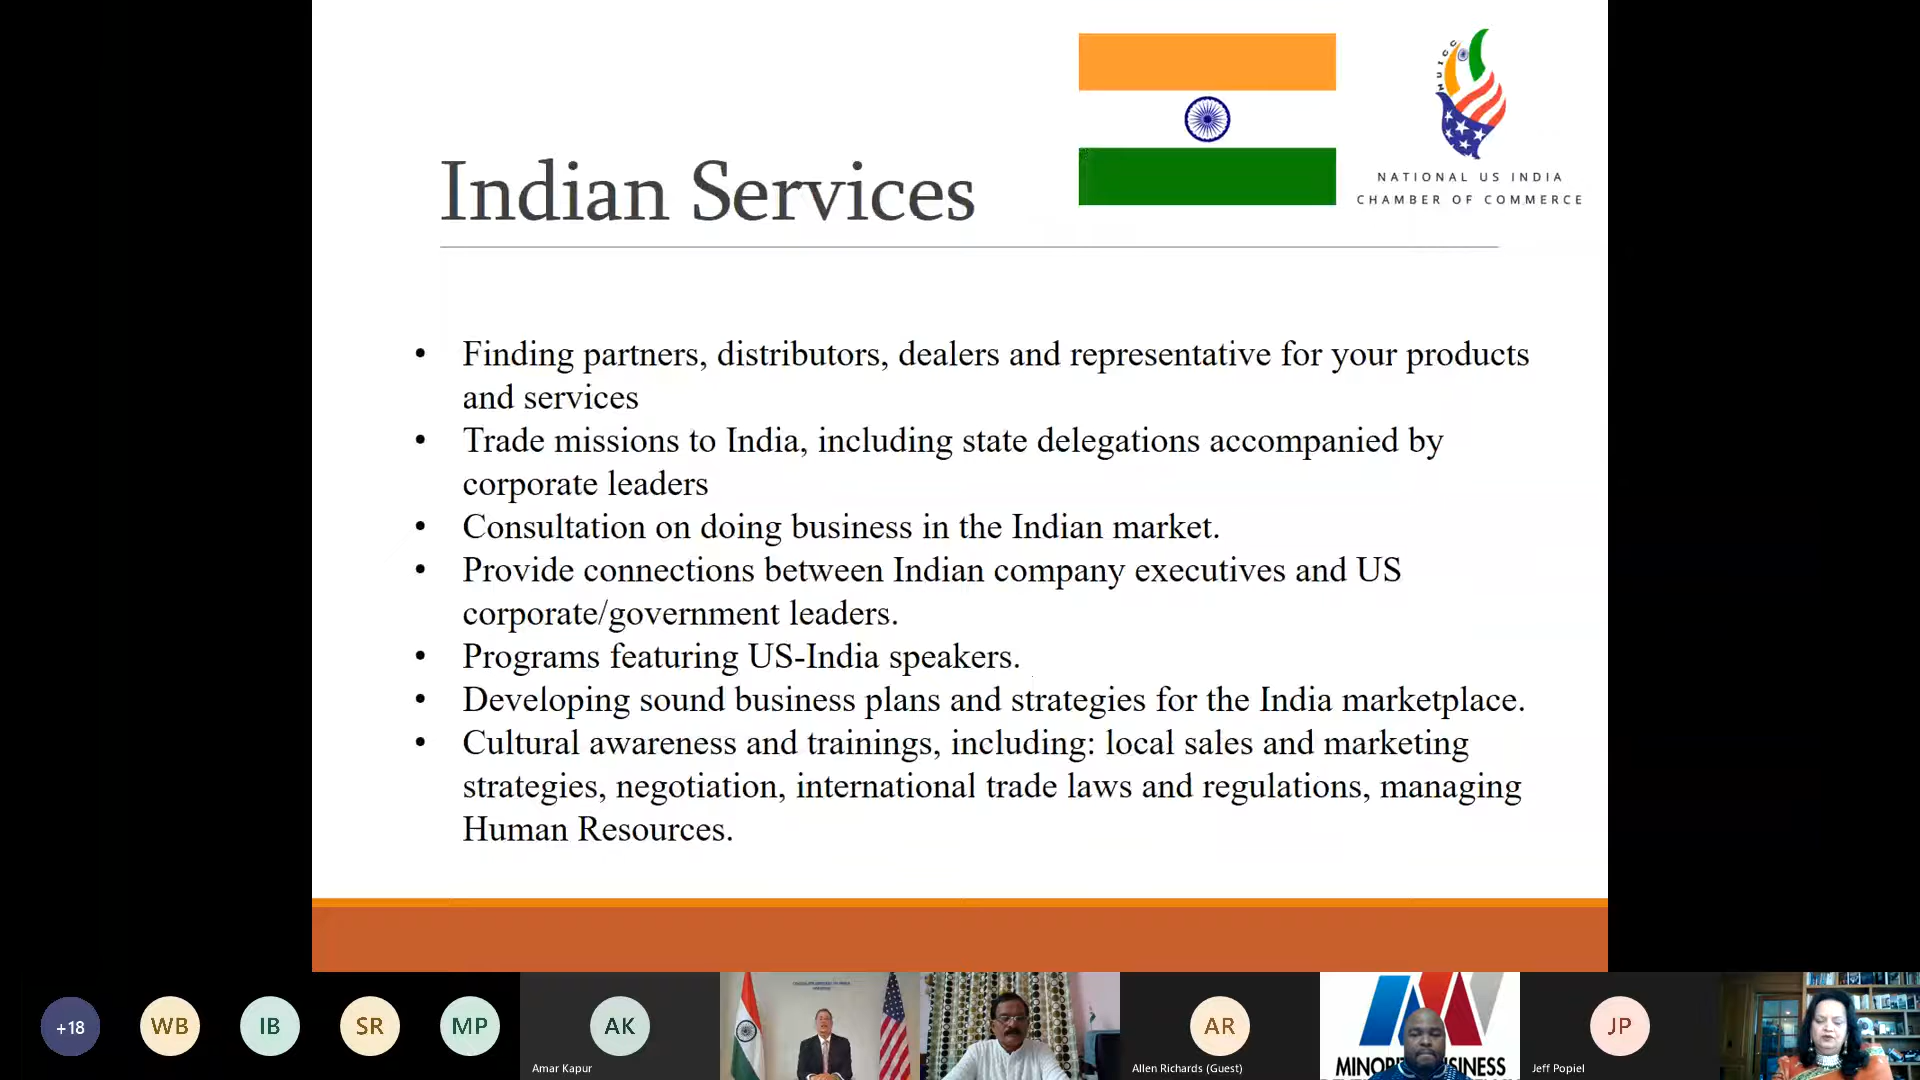 NUICC
NATIONAL US INDIA
CHAMBER OF COMMERCE
Indian Services
• Finding partners, distributors, dealers and representative for your products
and services
• Trade missions to India, including state delegations accompanied by
corporate leaders
• Consultation on doing business in the Indian market.
• Provide connections between Indian company executives and US
corporate/government leaders.
• Programs featuring US-India speakers.
• Developing sound business plans and strategies for the India marketplace.
• Cultural awareness and trainings, including: local sales and marketing
strategies, negotiation, international trade laws and regulations, managing
Human Resources.
+18
WB
IB
SR
MP
AK
Amar Kapur
AR
Allen Richards (Guest)
JP
Jeff Popiel